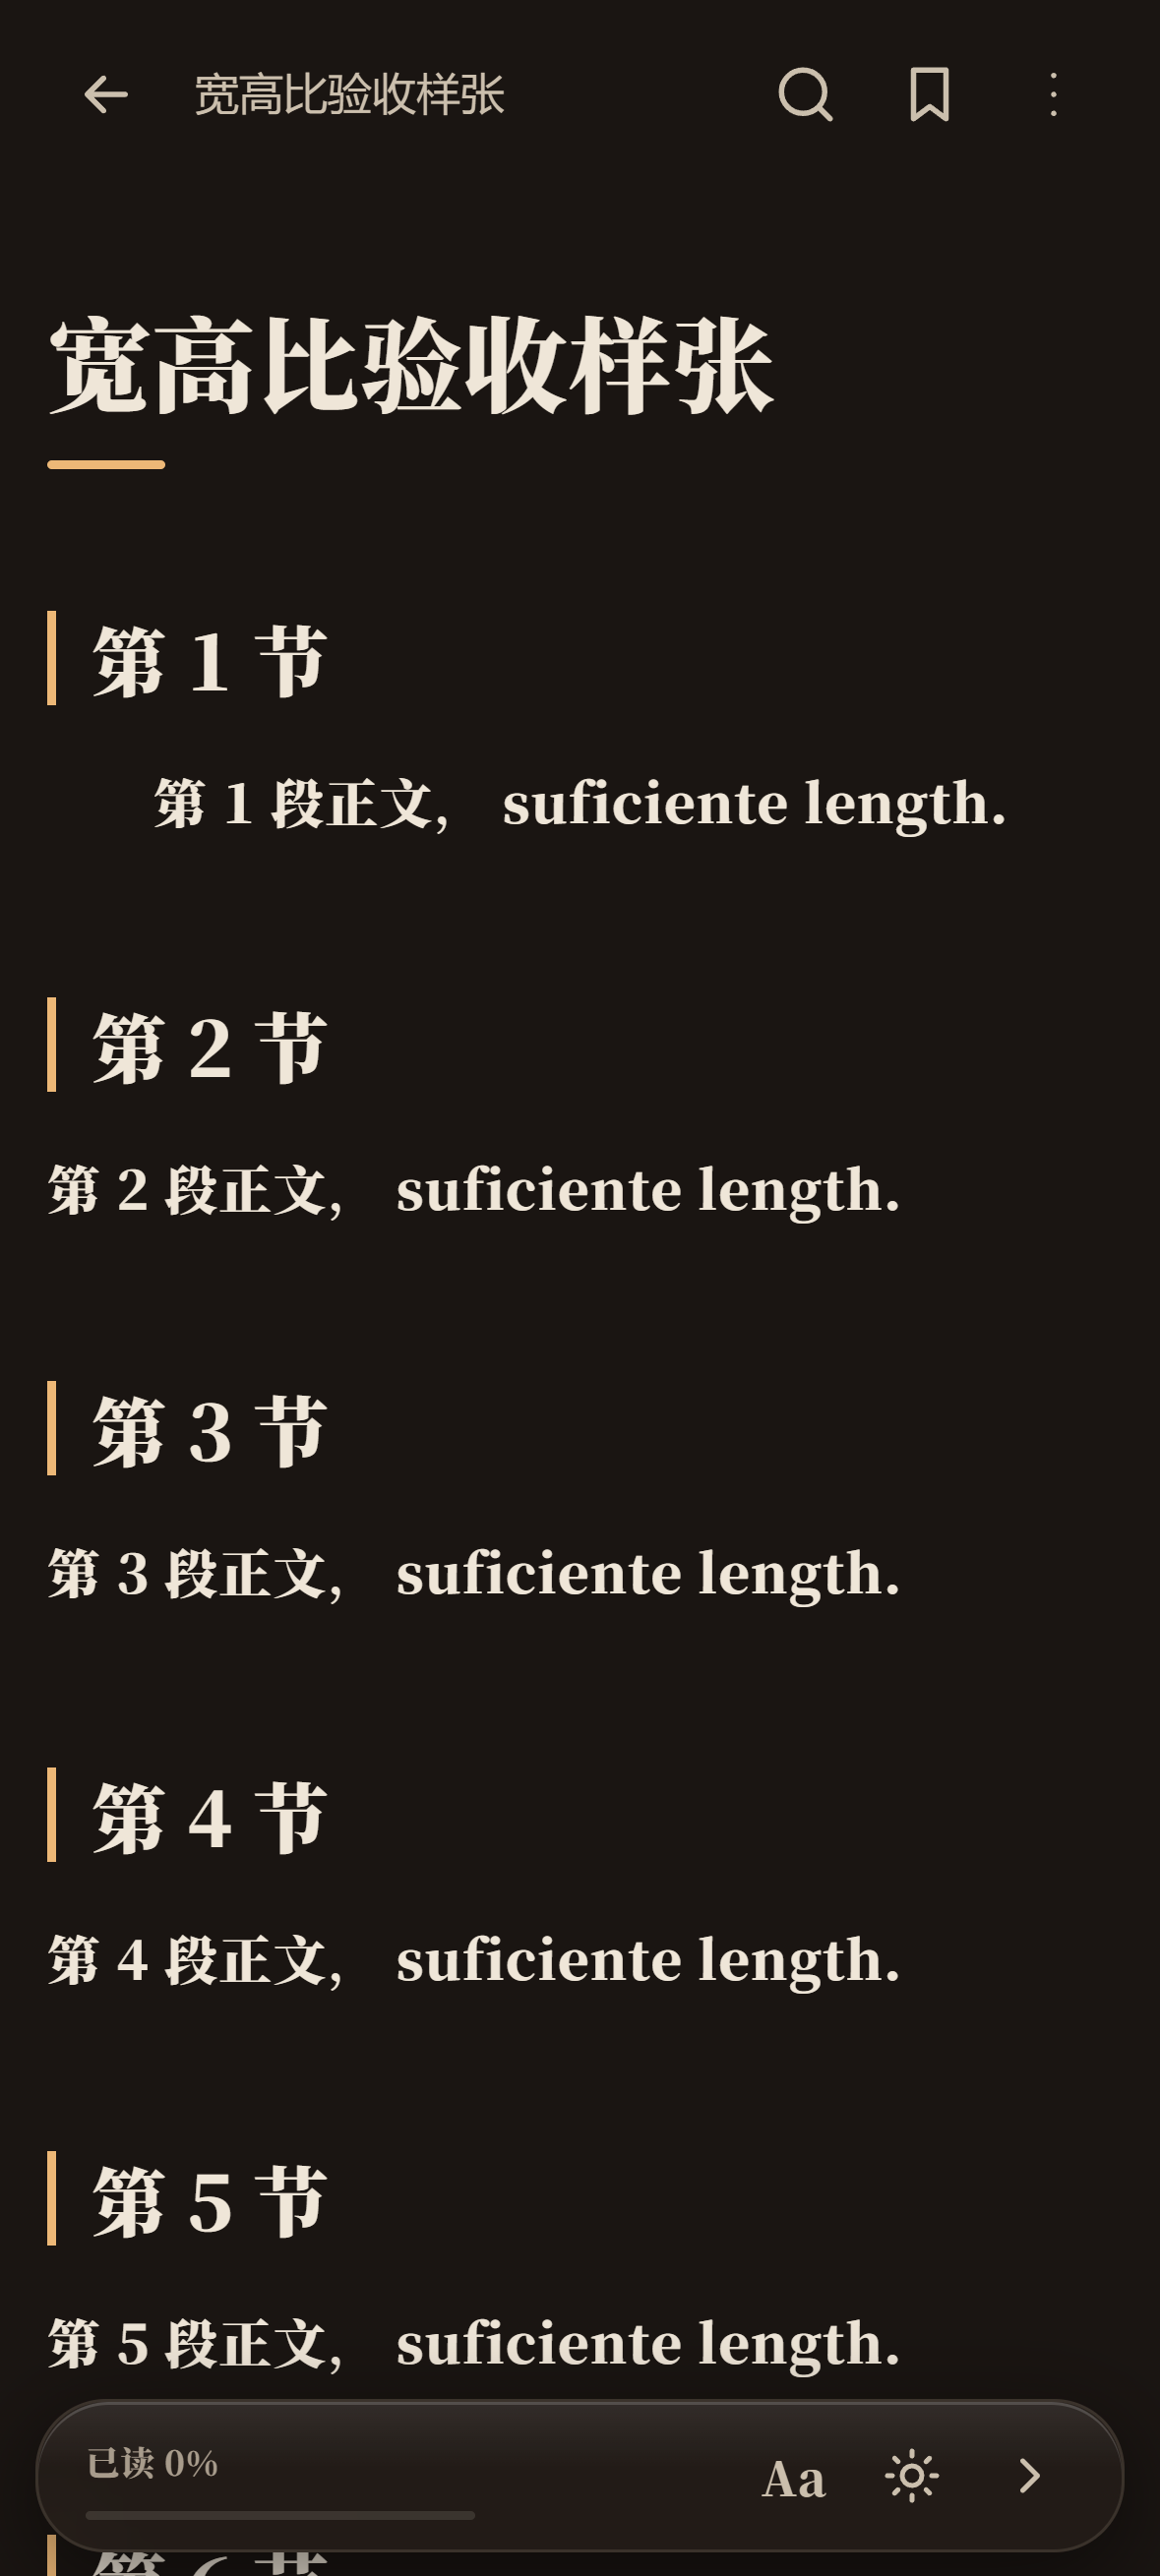 宽高比验收样张
宽高比验收样张
第 1 节
第 1 段正文， suficiente length.
第 2 节
第 2 段正文， suficiente length.
第 3 节
第 3 段正文， suficiente length.
第 4 节
第 4 段正文， suficiente length.
第 5 节
第 5 段正文， suficiente length.
已读 0%
Aa
第 6 节